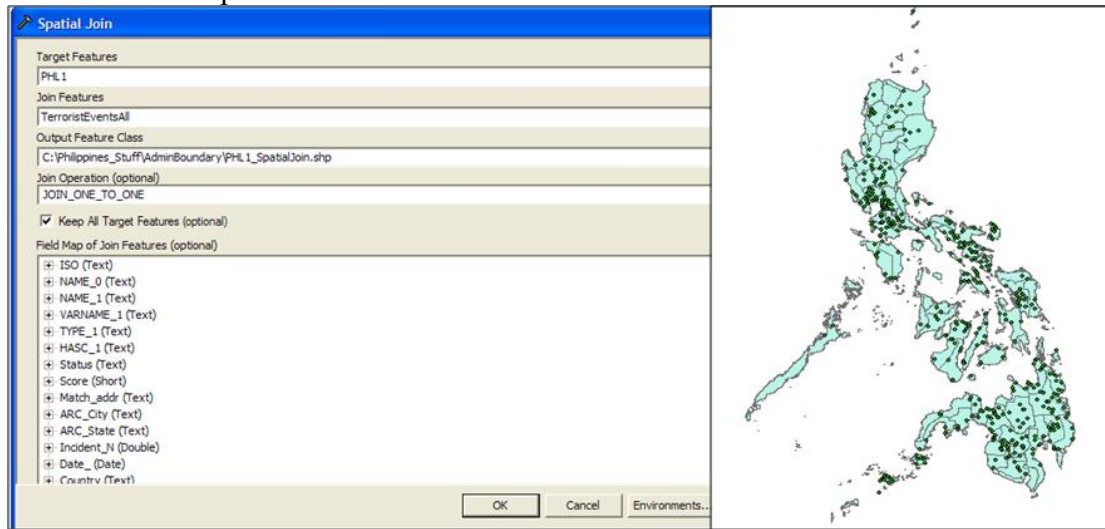 Spatial Join
Target Features
PHL1
Join Features
TerroristEventsAll
Output Feature Class
C:\Philippines_Stuff\AdminBoundary\PHL1_SpatialJoin.shp
Join Operation (optional)
JOIN_ONE_TO_ONE
Keep All Target Features (optional)
Field Map of Join Features (optional)
ISO (Text)
NAME_0 (Text)
NAME_1 (Text)
VARNAME_1 (Text)
TYPE_1 (Text)
HASC_1 (Text)
Status (Text)
Score (Short)
Match_addr (Text)
ARC_City (Text)
ARC_State (Text)
Incident_N (Double)
Date_ (Date)
Country (Text)
OK Cancel Environments..